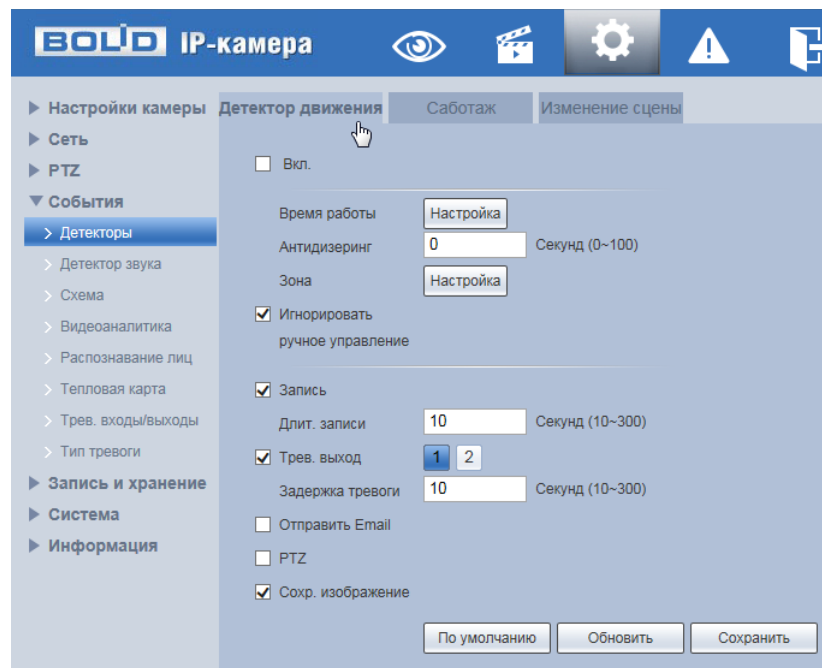 BOLID IP-камера
Настройки камеры
Сеть
PTZ
События
Детекторы
Детектор звука
Схема
Видеоаналитика
Распознавание лиц
Тепловая карта
Трев. входы/выходы
Тип тревоги
Запись и хранение
Система
Информация
Детектор движения Саботаж Изменение сцены
Вкл.
Время работы Настройка
Антидизеринг 0 Секунд (0~100)
Зона Настройка
Игнорировать
ручное управление
Запись
Длит. записи 10 Секунд (10~300)
Трев. выход 1 2
Задержка тревоги 10 Секунд (10~300)
Отправить Email
PTZ
Сохр. изображение
По умолчанию Обновить Сохранить